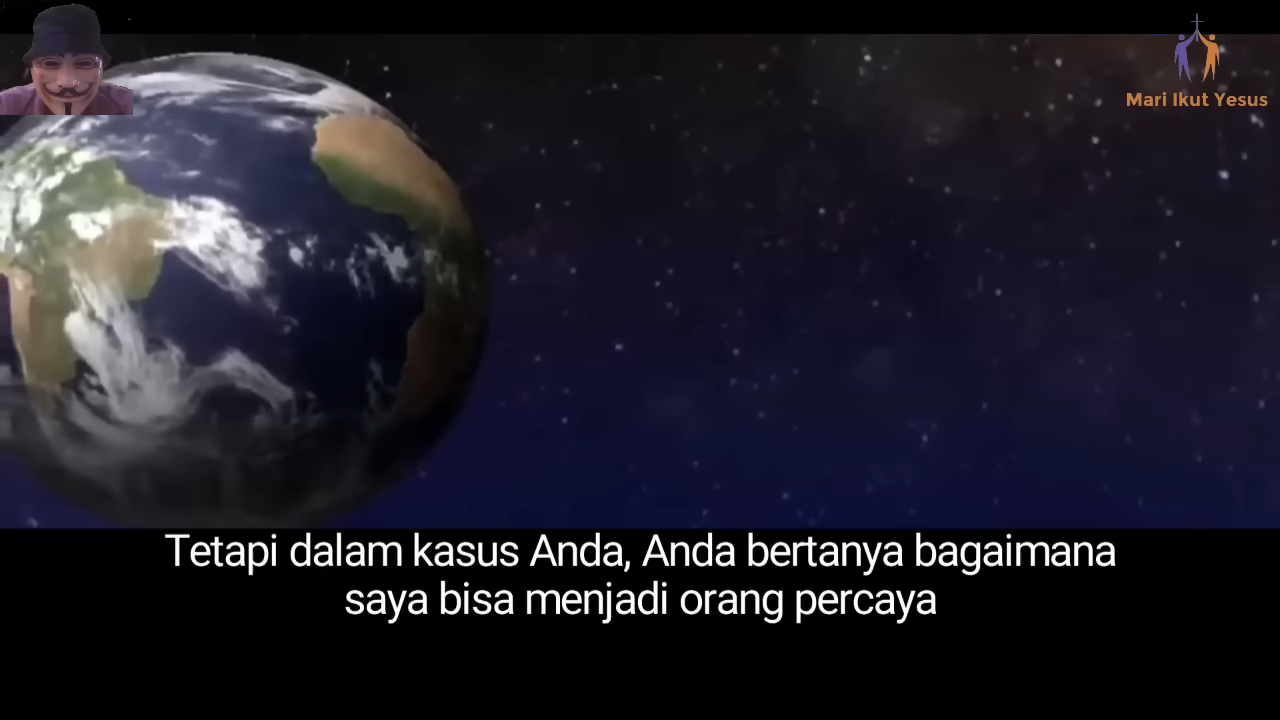 Mari Ikut Yesus
Tetapi dalam kasus Anda, Anda bertanya bagaimana
saya bisa menjadi orang percaya